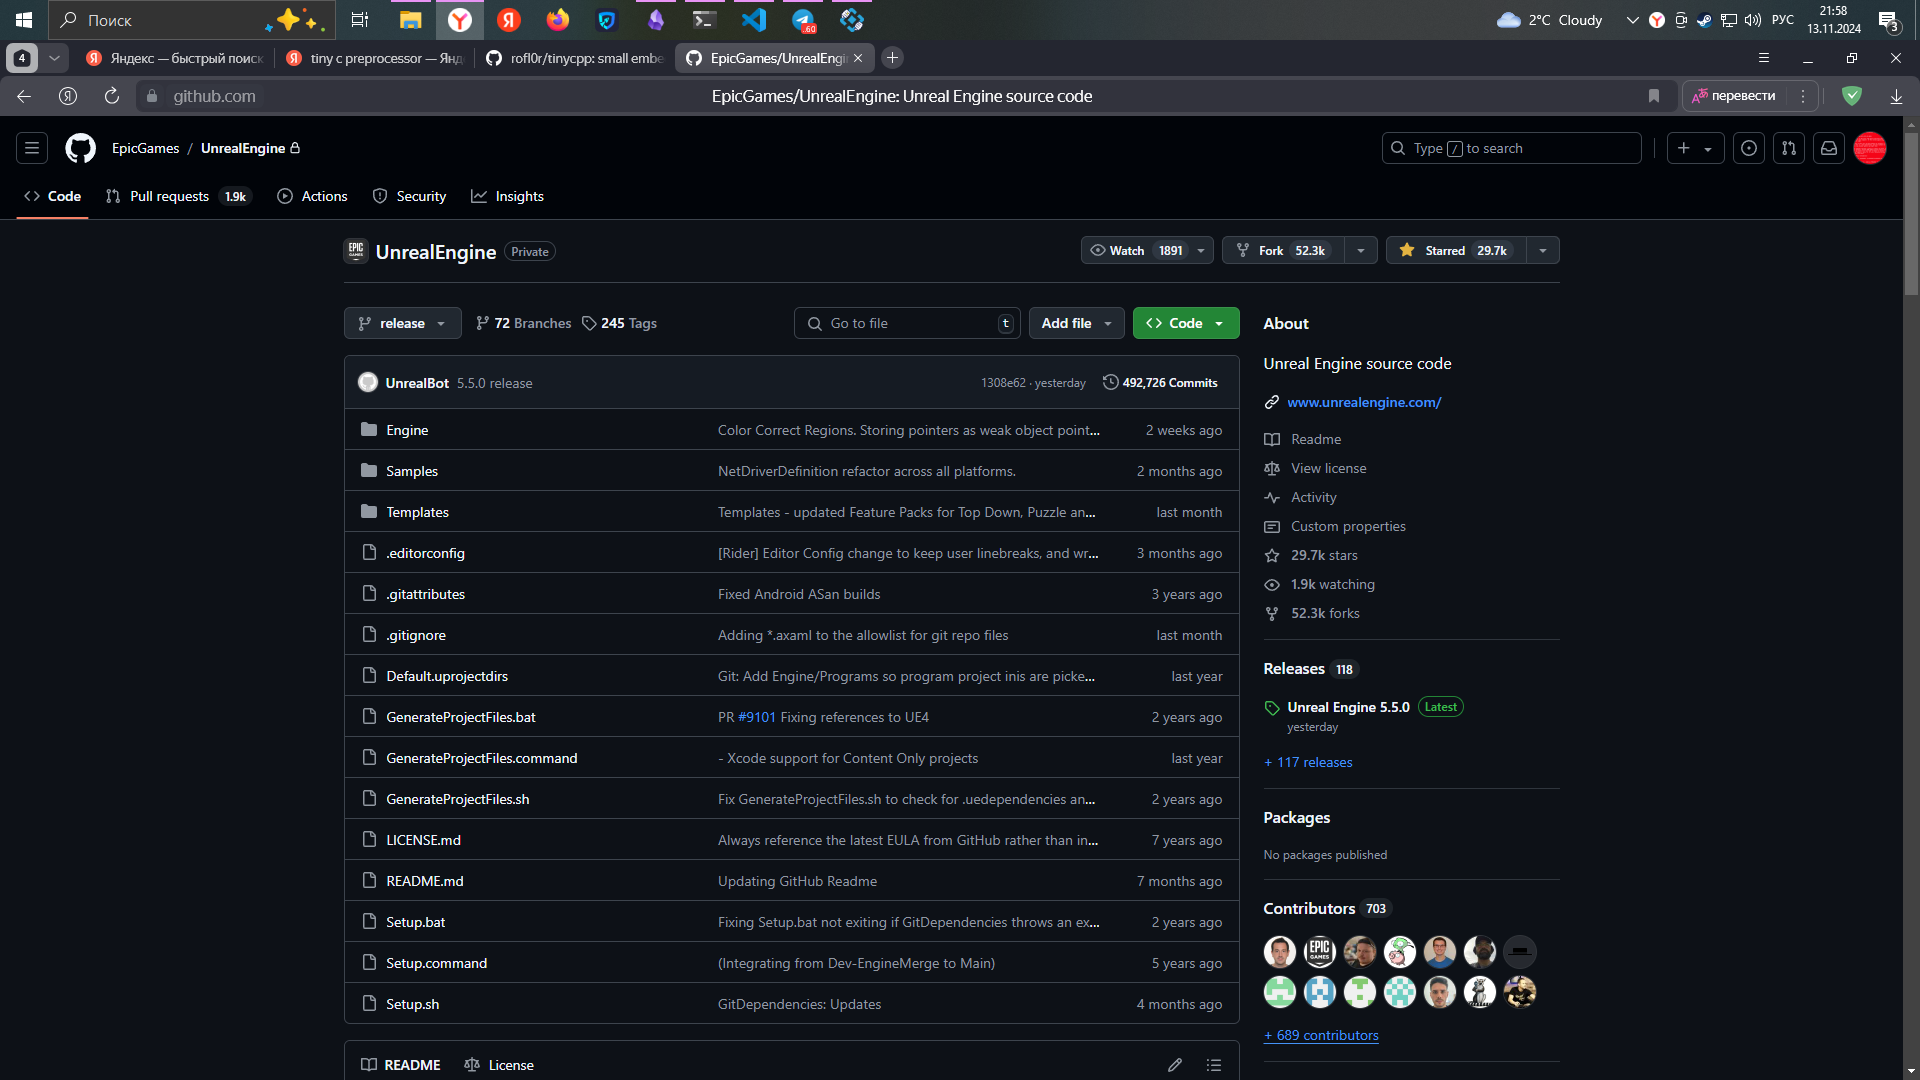 Поиск
.60
2°C Cloudy
РУС
21:58
13.11.2024
3
4
Яндекс — быстрый поиск
tiny c preprocessor — Янд
rofl0r/tinycpp: small embe
EpicGames/UnrealEngi
github.com
EpicGames/UnrealEngine: Unreal Engine source code
перевести
EpicGames / UnrealEngine
Type / to search
Code
Pull requests 1.9k
Actions
Security
Insights
EPIC GAMES
UnrealEngine Private
Watch 1891
Fork 52.3k
Starred 29.7k
release
72 Branches
245 Tags
Go to file t
Add file
Code
UnrealBot 5.5.0 release 1308e62 · yesterday 492,726 Commits
Engine Color Correct Regions. Storing pointers as weak object point... 2 weeks ago
Samples NetDriverDefinition refactor across all platforms. 2 months ago
Templates Templates - updated Feature Packs for Top Down, Puzzle an... last month
.editorconfig [Rider] Editor Config change to keep user linebreaks, and wr... 3 months ago
.gitattributes Fixed Android ASan builds 3 years ago
.gitignore Adding *.axaml to the allowlist for git repo files last month
Default.uprojectdirs Git: Add Engine/Programs so program project inis are picke... last year
GenerateProjectFiles.bat PR #9101 Fixing references to UE4 2 years ago
GenerateProjectFiles.command - Xcode support for Content Only projects last year
GenerateProjectFiles.sh Fix GenerateProjectFiles.sh to check for .uedependencies an... 2 years ago
LICENSE.md Always reference the latest EULA from GitHub rather than in... 7 years ago
README.md Updating GitHub Readme 7 months ago
Setup.bat Fixing Setup.bat not exiting if GitDependencies throws an ex... 2 years ago
Setup.command (Integrating from Dev-EngineMerge to Main) 5 years ago
Setup.sh GitDependencies: Updates 4 months ago
README
License
About
Unreal Engine source code
www.unrealengine.com/
Readme
View license
Activity
Custom properties
29.7k stars
1.9k watching
52.3k forks
Releases 118
Unreal Engine 5.5.0 Latest
yesterday
+ 117 releases
Packages
No packages published
Contributors 703
EPIC GAMES
+ 689 contributors